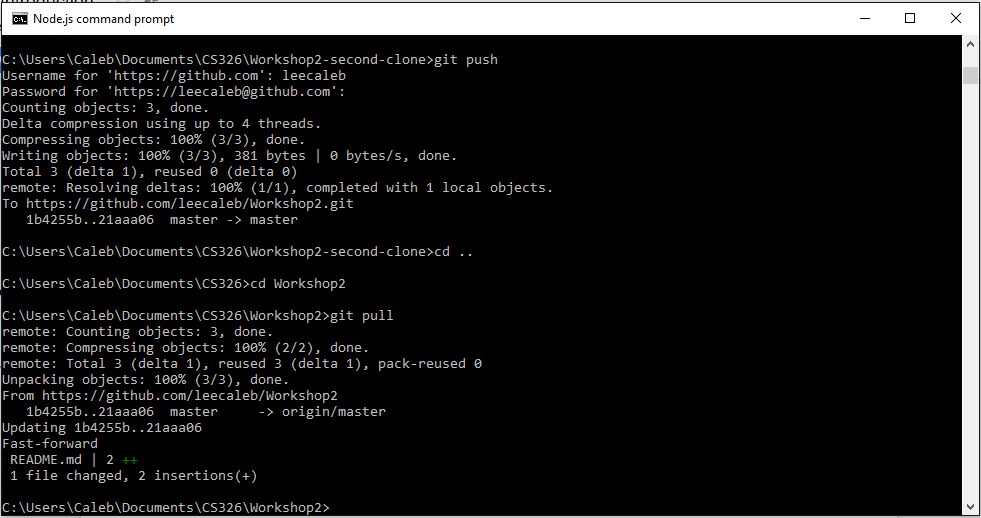 Node.js command prompt
C:\Users\Caleb\Documents\CS326\Workshop2-second-clone>git push
Username for 'https://github.com': leecaleb
Password for 'https://leecaleb@github.com':
Counting objects: 3, done.
Delta compression using up to 4 threads.
Compressing objects: 100% (3/3), done.
Writing objects: 100% (3/3), 381 bytes | 0 bytes/s, done.
Total 3 (delta 1), reused 0 (delta 0)
remote: Resolving deltas: 100% (1/1), completed with 1 local objects.
To https://github.com/leecaleb/Workshop2.git
   1b4255b..21aaa06  master -> master
C:\Users\Caleb\Documents\CS326\Workshop2-second-clone>cd ..
C:\Users\Caleb\Documents\CS326>cd Workshop2
C:\Users\Caleb\Documents\CS326\Workshop2>git pull
remote: Counting objects: 3, done.
remote: Compressing objects: 100% (2/2), done.
remote: Total 3 (delta 1), reused 3 (delta 1), pack-reused 0
Unpacking objects: 100% (3/3), done.
From https://github.com/leecaleb/Workshop2
   1b4255b..21aaa06  master     -> origin/master
Updating 1b4255b..21aaa06
Fast-forward
 README.md | 2 ++
 1 file changed, 2 insertions(+)
C:\Users\Caleb\Documents\CS326\Workshop2>